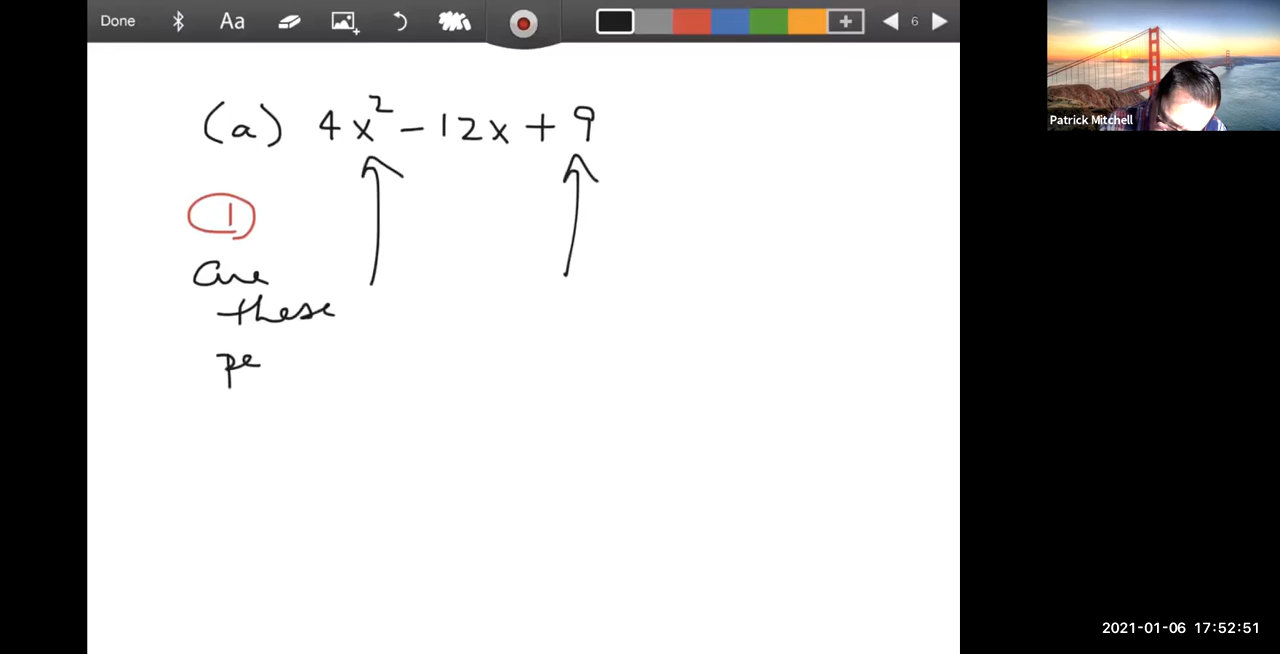 Done Aa 6
Patrick Mitchell
(a) 4x² - 12x + 9
1
are
these
pe
2021-01-06 17:52:51